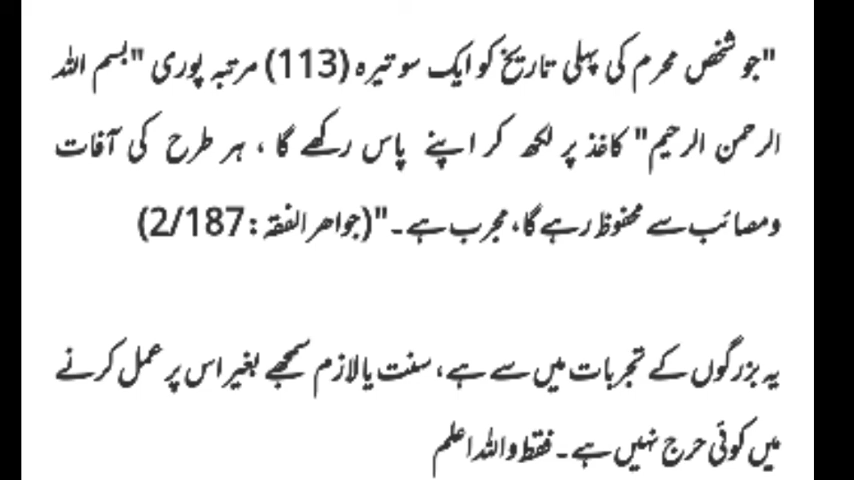 "جو شخص محرم کی پہلی تاریخ کو ایک سو تیرہ (113) مرتبہ پوری "بسم اللہ
الرحمن الرحیم" کاغذ پر لکھ کر اپنے پاس رکھے گا ، ہر طرح کی آفات
ومصائب سے محفوظ رہے گا، مجرب ہے۔"(جواهر الفقہ : 2/187)
یہ بزرگوں کے تجربات میں سے ہے، سنت یا لازم سمجھے بغیر اس پر عمل کرنے
میں کوئی حرج نہیں ہے۔ فقط واللہ اعلم